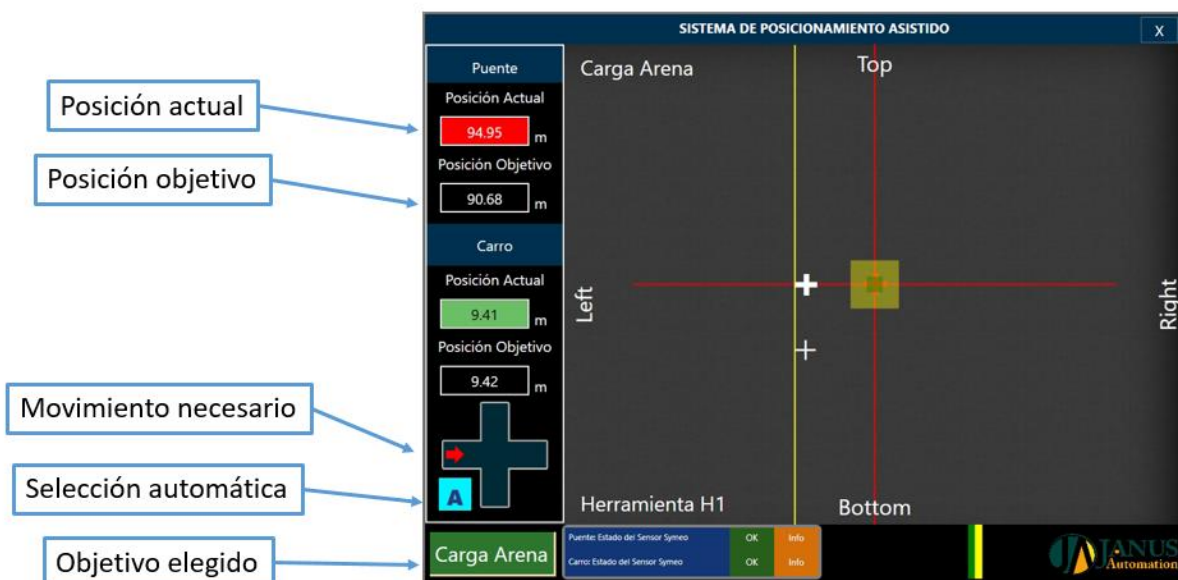 SISTEMA DE POSICIONAMIENTO ASISTIDO
X
Posición actual
Posición objetivo
Movimiento necesario
Selección automática
Objetivo elegido
Puente
Posición Actual
94.95 m
Posición Objetivo
90.68 m
Carro
Posición Actual
9.41 m
Posición Objetivo
9.42 m
A
Carga Arena
Carga Arena
Top
Left
Right
Herramienta H1
Bottom
Puente: Estado del Sensor Symeo OK Info
Carro: Estado del Sensor Symeo OK Info
JANUS
Automation